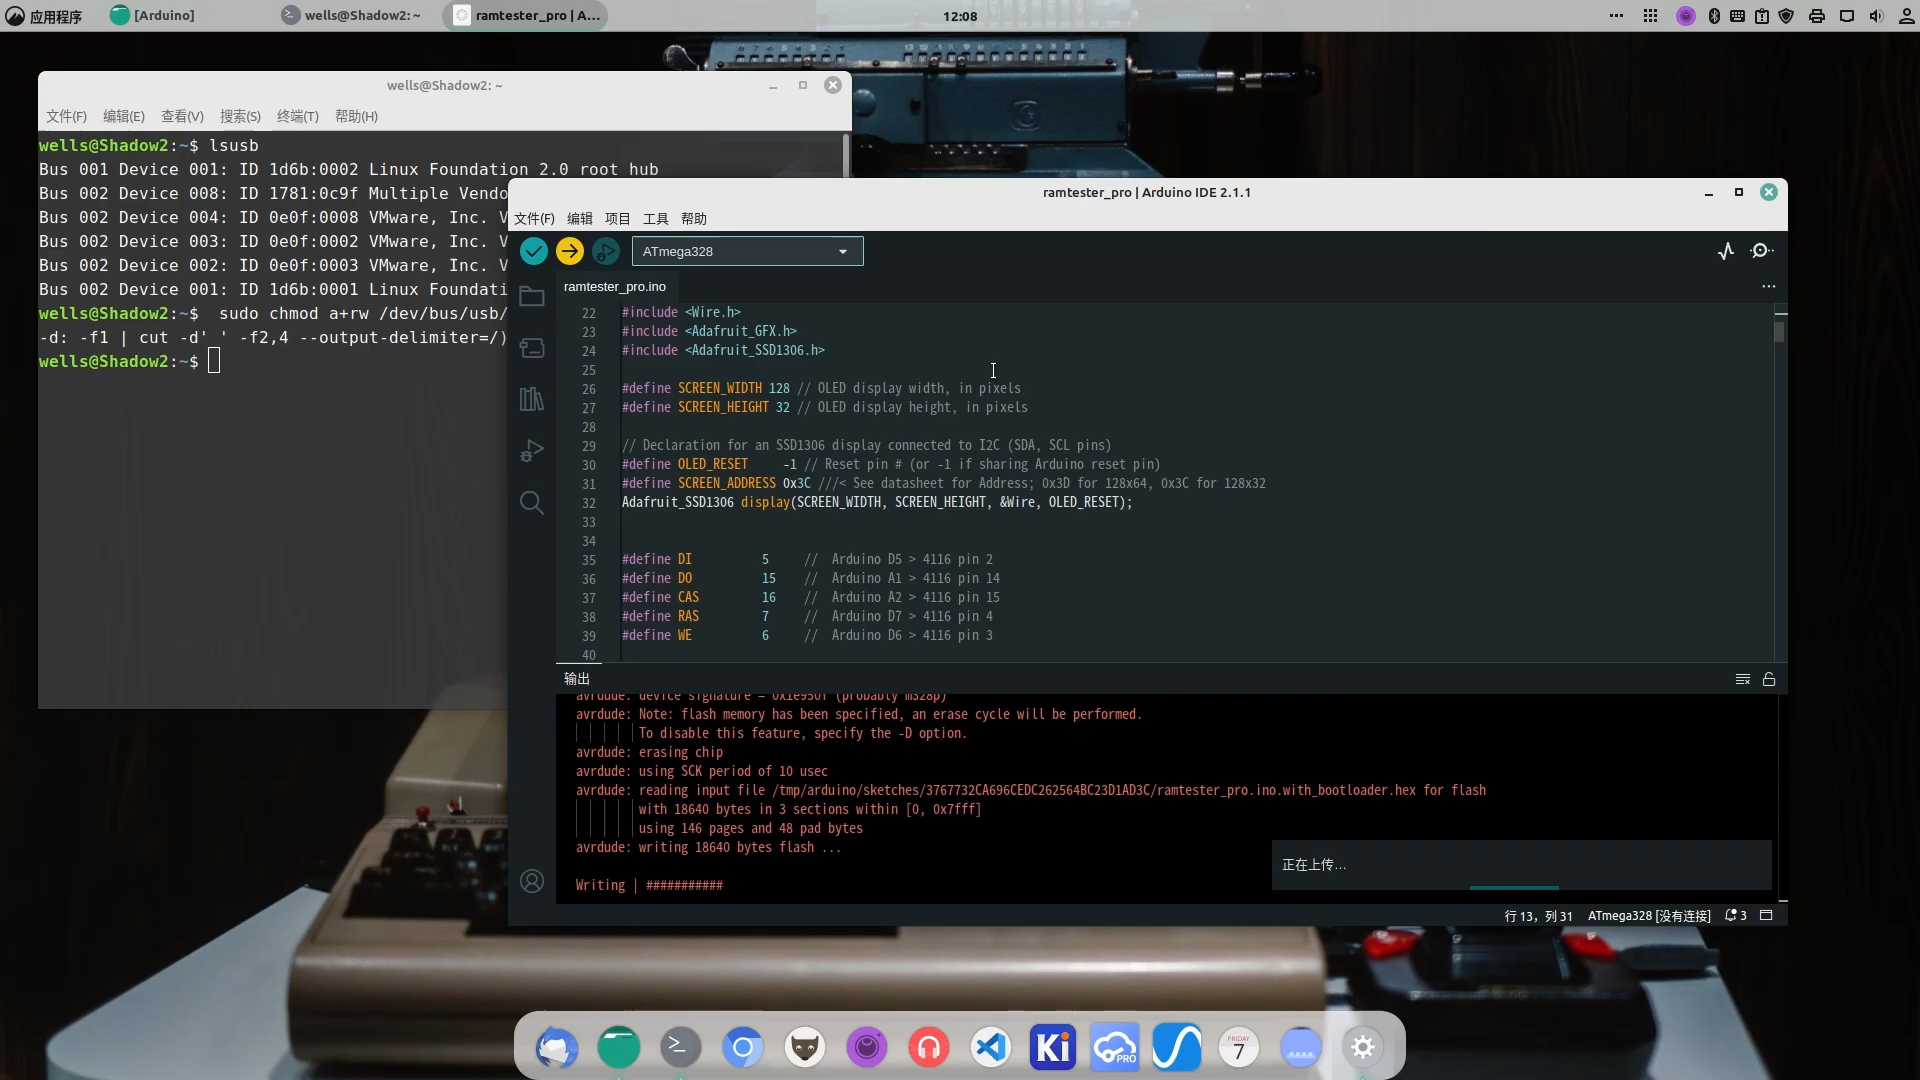 应用程序
[Arduino]
wells@Shadow2: ~
ramtester_pro | A...
12:08
wells@Shadow2: ~
文件(F) 编辑(E) 查看(V) 搜索(S) 终端(T) 帮助(H)
wells@Shadow2:~$ lsusb
Bus 001 Device 001: ID 1d6b:0002 Linux Foundation 2.0 root hub
Bus 002 Device 008: ID 1781:0c9f Multiple Vendo
Bus 002 Device 004: ID 0e0f:0008 VMware, Inc. V
Bus 002 Device 003: ID 0e0f:0002 VMware, Inc. V
Bus 002 Device 002: ID 0e0f:0003 VMware, Inc. V
Bus 002 Device 001: ID 1d6b:0001 Linux Foundati
wells@Shadow2:~$  sudo chmod a+rw /dev/bus/usb/
-d: -f1 | cut -d' ' -f2,4 --output-delimiter=/)
wells@Shadow2:~$
ramtester_pro | Arduino IDE 2.1.1
文件(F) 编辑 项目 工具 帮助
ATmega328
ramtester_pro.ino
22 #include <Wire.h>
23 #include <Adafruit_GFX.h>
24 #include <Adafruit_SSD1306.h>
25
26 #define SCREEN_WIDTH 128 // OLED display width, in pixels
27 #define SCREEN_HEIGHT 32 // OLED display height, in pixels
28
29 // Declaration for an SSD1306 display connected to I2C (SDA, SCL pins)
30 #define OLED_RESET     -1 // Reset pin # (or -1 if sharing Arduino reset pin)
31 #define SCREEN_ADDRESS 0x3C ///< See datasheet for Address; 0x3D for 128x64, 0x3C for 128x32
32 Adafruit_SSD1306 display(SCREEN_WIDTH, SCREEN_HEIGHT, &Wire, OLED_RESET);
33
34
35 #define DI          5     //  Arduino D5 > 4116 pin 2
36 #define DO          15    //  Arduino A1 > 4116 pin 14
37 #define CAS         16    //  Arduino A2 > 4116 pin 15
38 #define RAS         7     //  Arduino D7 > 4116 pin 4
39 #define WE          6     //  Arduino D6 > 4116 pin 3
40
输出
avrdude: device signature = 0x1e950f (probably m328p)
avrdude: Note: flash memory has been specified, an erase cycle will be performed.
To disable this feature, specify the -D option.
avrdude: erasing chip
avrdude: using SCK period of 10 usec
avrdude: reading input file /tmp/arduino/sketches/3767732CA696CEDC262564BC23D1AD3C/ramtester_pro.ino.with_bootloader.hex for flash
with 18640 bytes in 3 sections within [0, 0x7fff]
using 146 pages and 48 pad bytes
avrdude: writing 18640 bytes flash ...
Writing | ###########
正在上传...
行 13，列 31 ATmega328 [没有连接] 3
Ki
PRO
FRIDAY
7